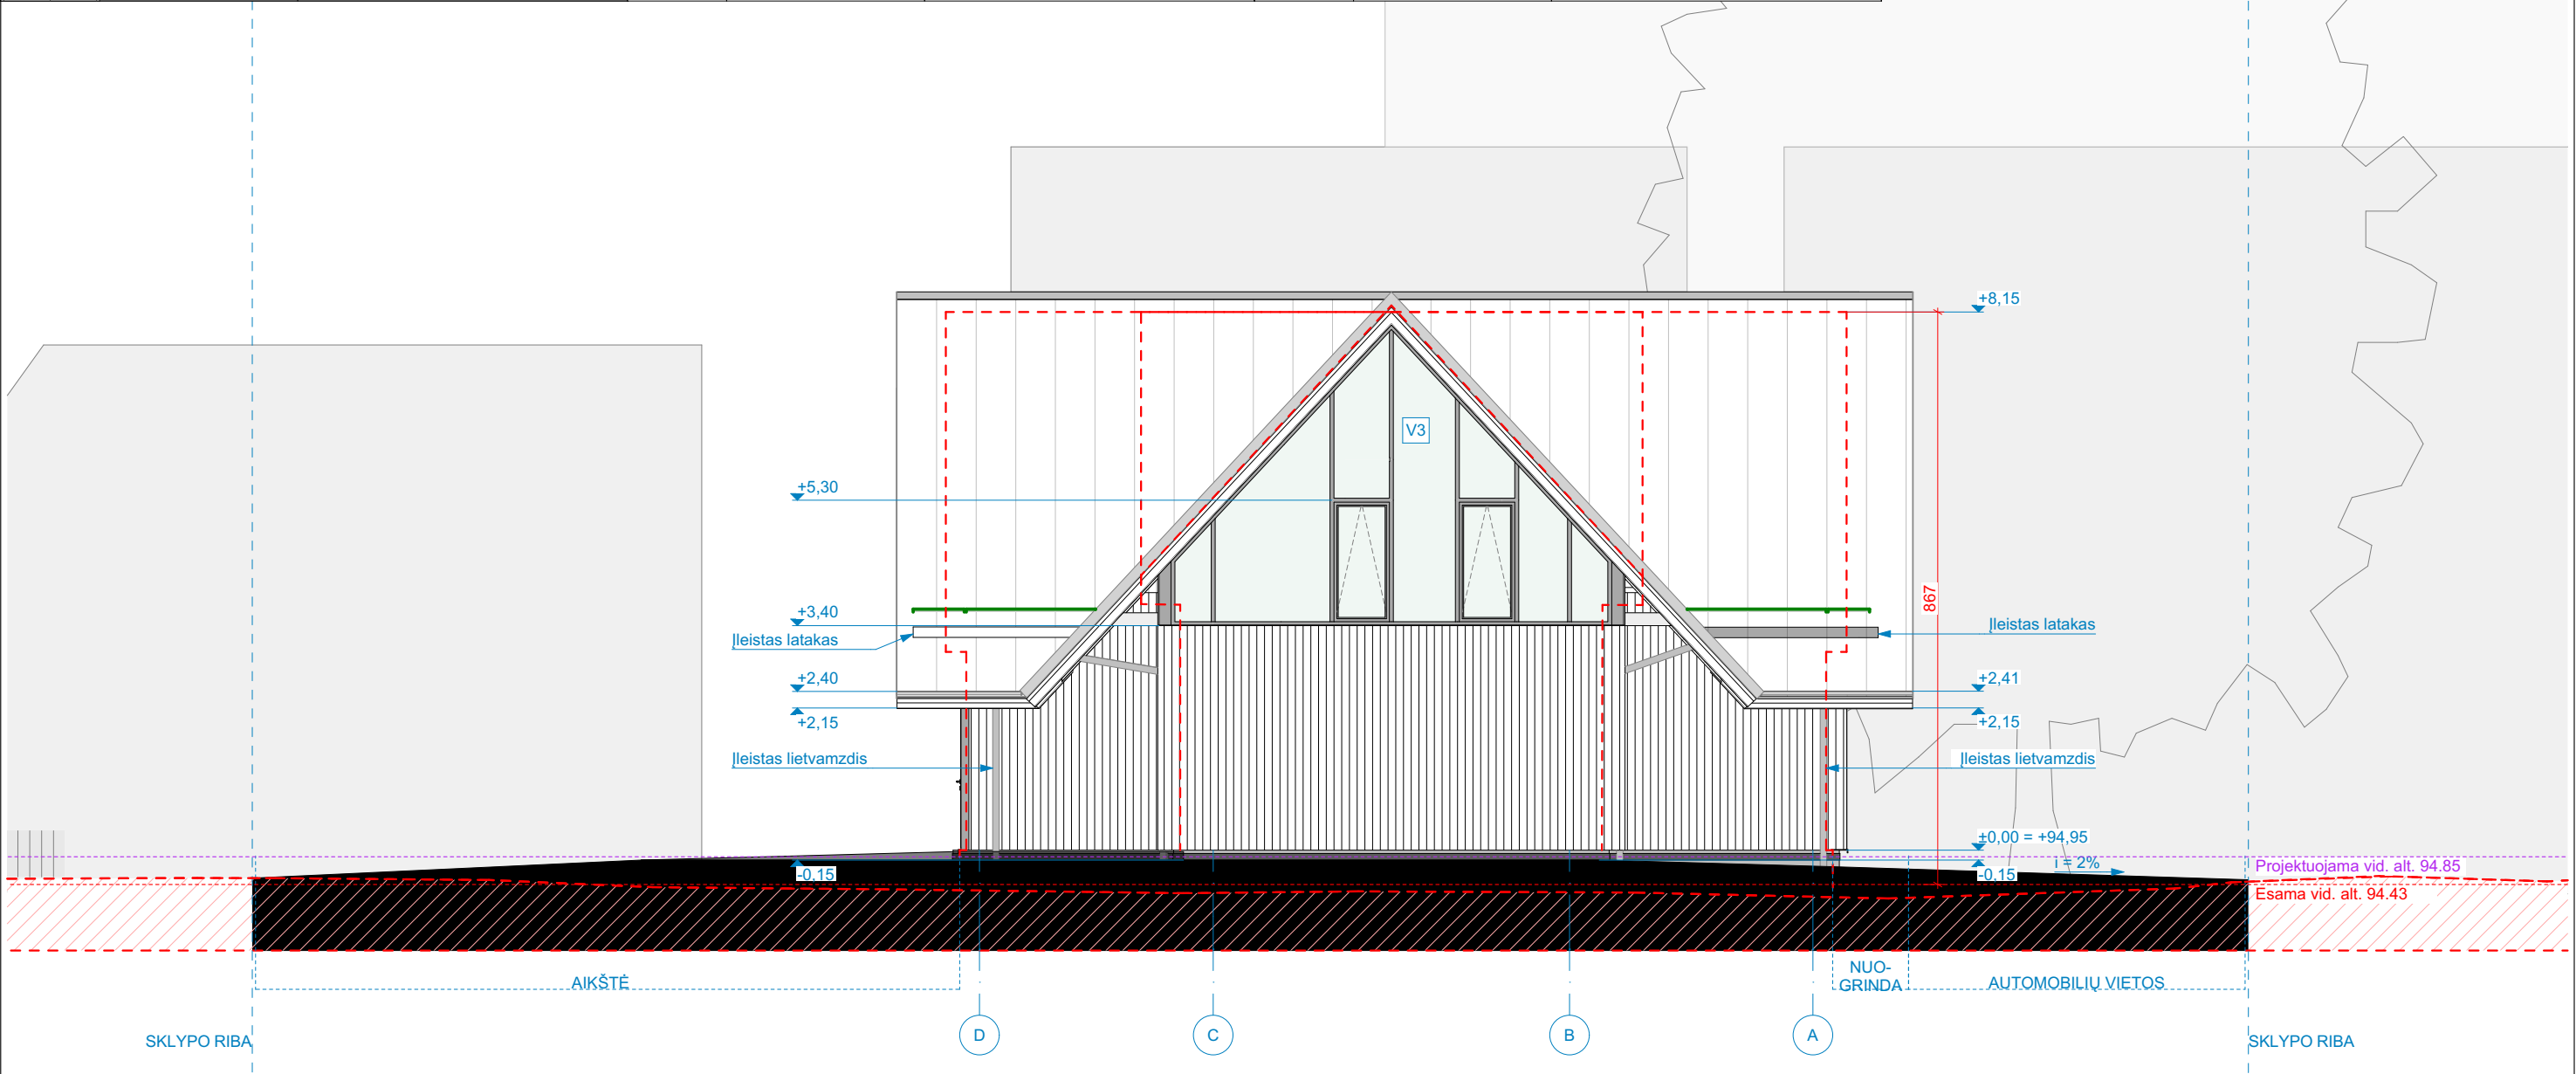 +8,15
V3
+5,30
+3,40
Įleistas latakas
867
Įleistas latakas
+2,40
+2,41
+2,15
+2,15
Įleistas lietvamzdis
Įleistas lietvamzdis
±0,00 = +94,95
i = 2%
-0,15
-0,15
Projektuojama vid. alt. 94.85
Esama vid. alt. 94.43
AIKŠTĖ
NUO-
GRINDA
AUTOMOBILIŲ VIETOS
SKLYPO RIBA
D
C
B
A
SKLYPO RIBA